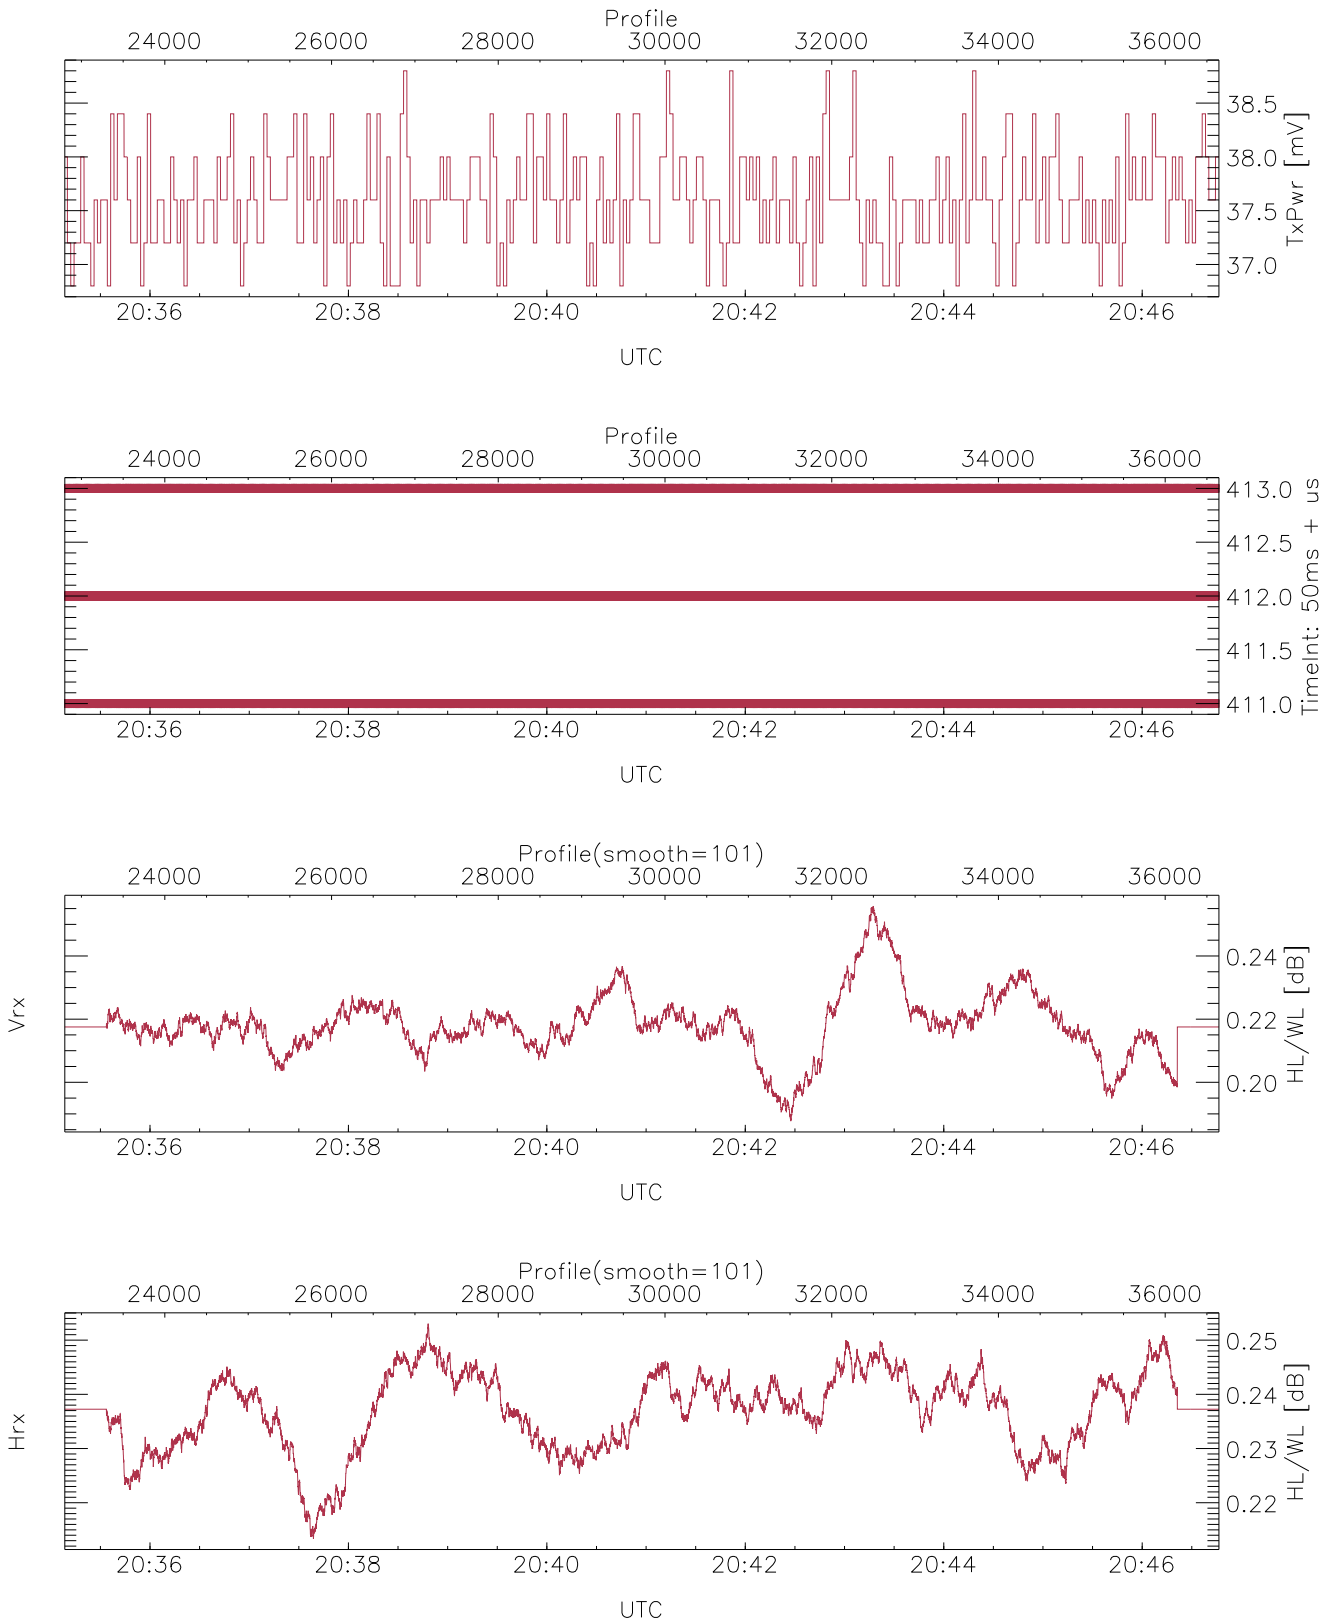 Profile
24000 26000 28000 30000 32000 34000 36000
38.5
38.0
37.5
37.0
TxPwr [mV]
20:36 20:38 20:40 20:42 20:44 20:46
UTC
Profile
24000 26000 28000 30000 32000 34000 36000
413.0
412.5
412.0
411.5
411.0
TimeInt: 50ms + us
20:36 20:38 20:40 20:42 20:44 20:46
UTC
Profile(smooth=101)
24000 26000 28000 30000 32000 34000 36000
Vrx
0.24
0.22
0.20
HL/WL [dB]
20:36 20:38 20:40 20:42 20:44 20:46
UTC
Profile(smooth=101)
24000 26000 28000 30000 32000 34000 36000
Hrx
0.25
0.24
0.23
0.22
HL/WL [dB]
20:36 20:38 20:40 20:42 20:44 20:46
UTC